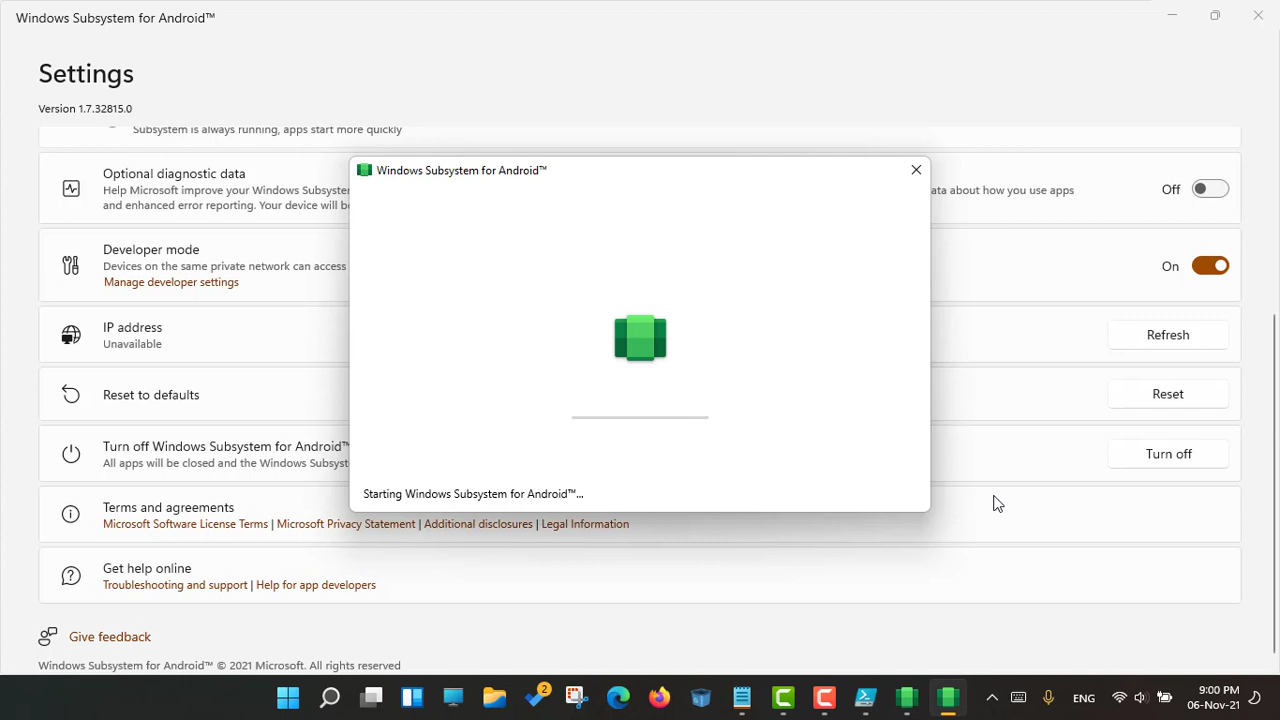 Windows Subsystem for Android™
Settings
Version 1.7.32815.0
Subsystem is always running, apps start more quickly
Optional diagnostic data
Help Microsoft improve your Windows Subsyster
ata about how you use apps
and enhanced error reporting. Your device will be
Off
Developer mode
Devices on the same private network can access
Manage developer settings
On
IP address
Unavailable
Refresh
Reset to defaults
Reset
Turn off Windows Subsystem for Android™
All apps will be closed and the Windows Subsyst
Turn off
Terms and agreements
Microsoft Software License Terms | Microsoft Privacy Statement | Additional disclosures | Legal Information
Get help online
Troubleshooting and support | Help for app developers
Give feedback
Windows Subsystem for Android™ © 2021 Microsoft. All rights reserved
Windows Subsystem for Android™
Starting Windows Subsystem for Android™...
2
ENG
9:00 PM
06-Nov-21